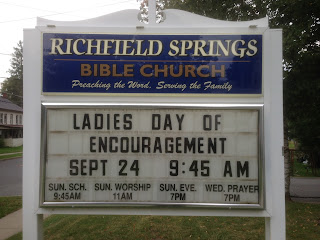 RICHFIELD SPRINGS
BIBLE CHURCH
Preaching the Word, Serving the Family
LADIES DAY OF
ENCOURAGEMENT
SEPT 24 9:45 AM
SUN. SCH. SUN. WORSHIP SUN. EVE. WED. PRAYER
9:45AM 11AM 7PM 7PM